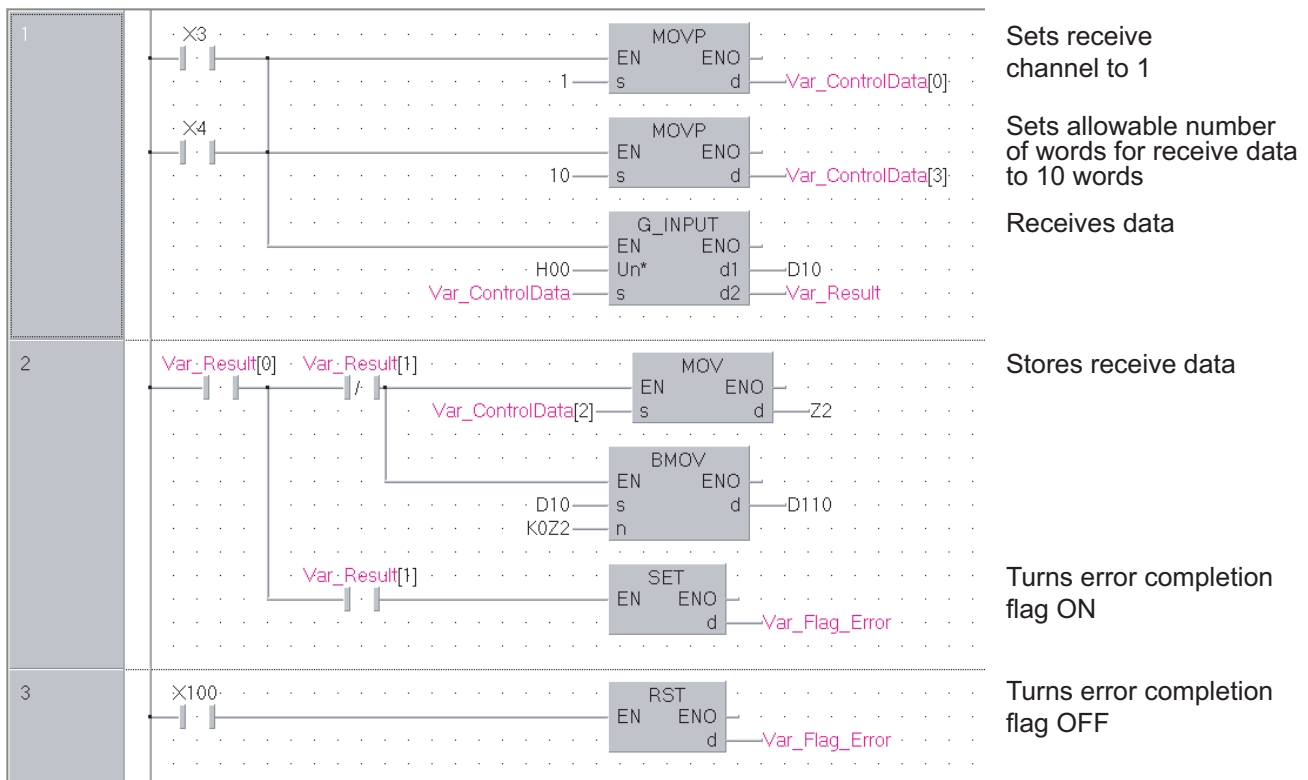 1
X3
MOVP
EN ENO
1 s d Var_ControlData[0]
Sets receive
channel to 1
X4
MOVP
EN ENO
10 s d Var_ControlData[3]
Sets allowable number
of words for receive data
to 10 words
G_INPUT
EN ENO
H00 Un* d1 D10
Var_ControlData s d2 Var_Result
Receives data
2
Var_Result[0] Var_Result[1]
MOV
EN ENO
Var_ControlData[2] s d Z2
Stores receive data
BMOV
EN ENO
D10 s d D110
K0Z2 n
Var_Result[1]
SET
EN ENO
d Var_Flag_Error
Turns error completion
flag ON
3
X100
RST
EN ENO
d Var_Flag_Error
Turns error completion
flag OFF